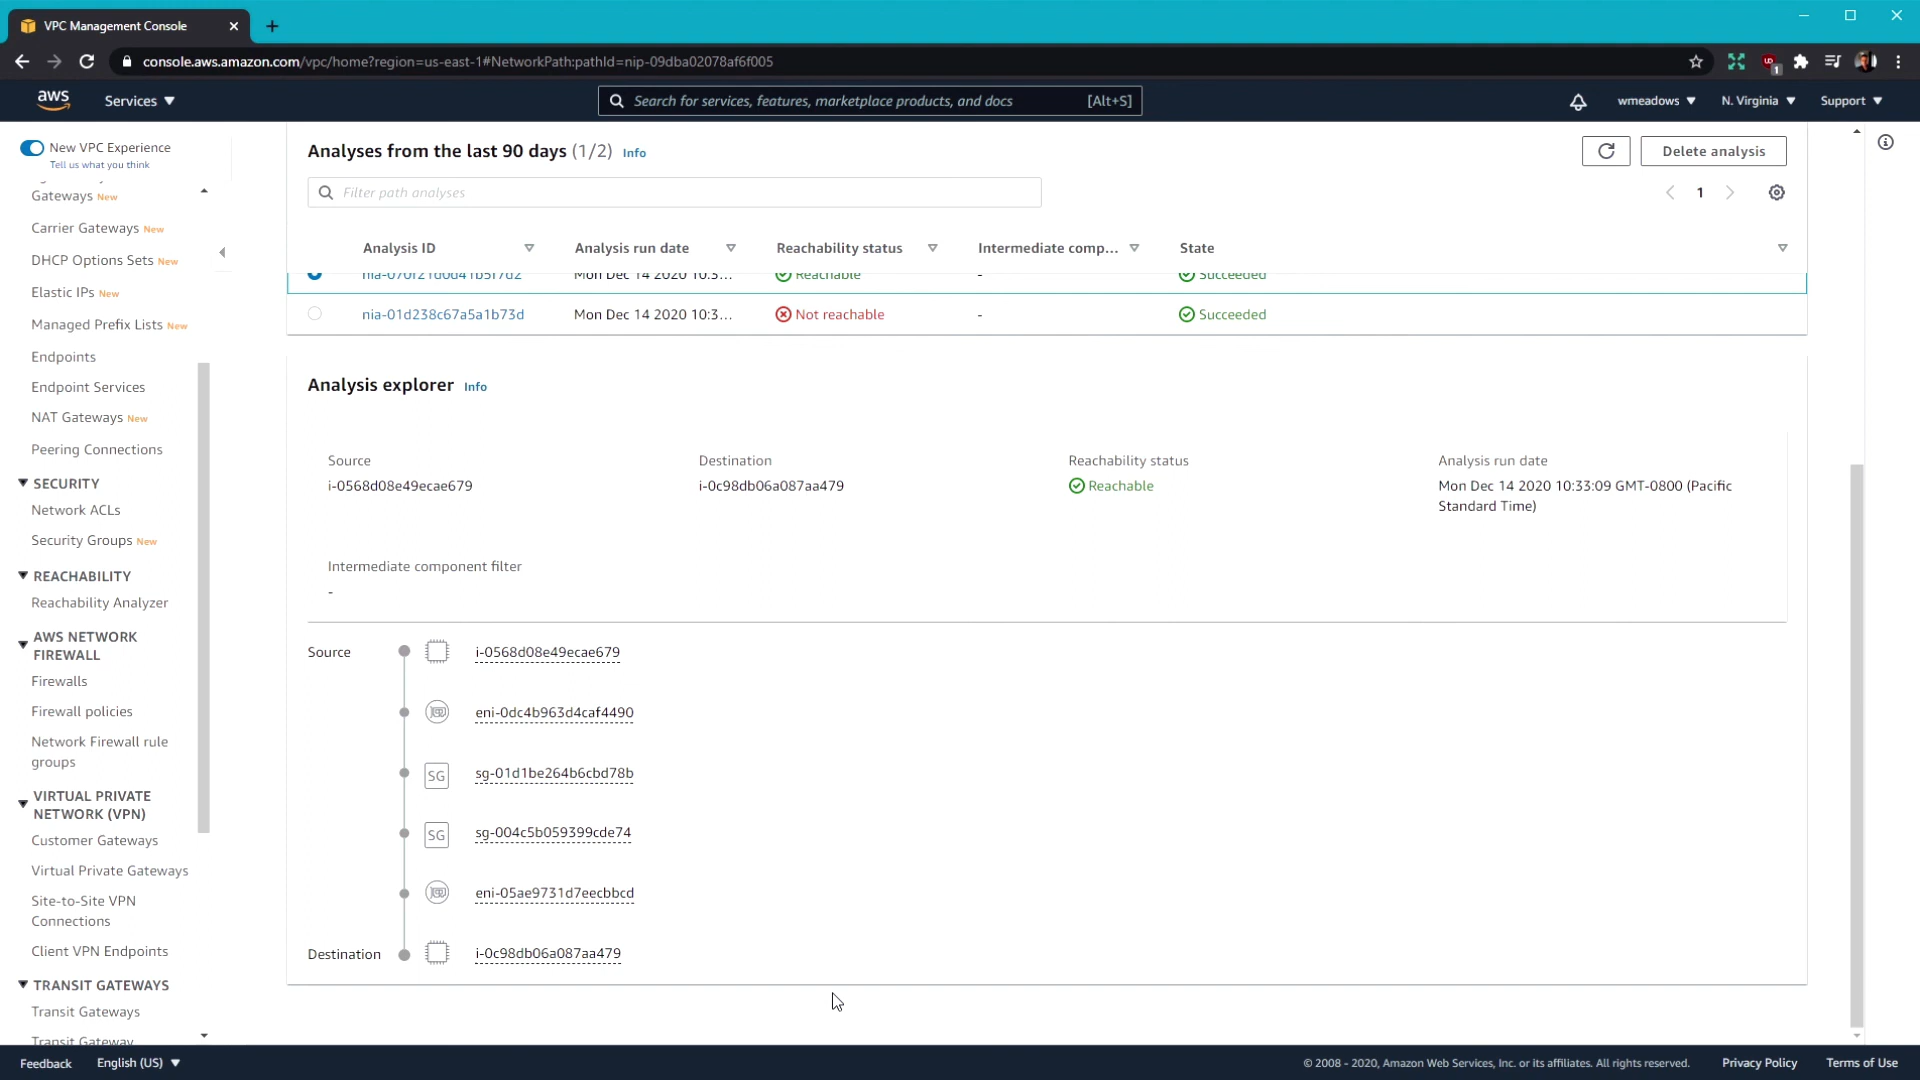 VPC Management Console
console.aws.amazon.com/vpc/home?region=us-east-1#NetworkPath:pathId=nip-09dba02078af6f005
aws Services Search for services, features, marketplace products, and docs [Alt+S] wmeadows N. Virginia Support
New VPC Experience
Tell us what you think
Gateways New
Carrier Gateways New
DHCP Options Sets New
Elastic IPs New
Managed Prefix Lists New
Endpoints
Endpoint Services
NAT Gateways New
Peering Connections
SECURITY
Network ACLs
Security Groups New
REACHABILITY
Reachability Analyzer
AWS NETWORK
FIREWALL
Firewalls
Firewall policies
Network Firewall rule
groups
VIRTUAL PRIVATE
NETWORK (VPN)
Customer Gateways
Virtual Private Gateways
Site-to-Site VPN
Connections
Client VPN Endpoints
TRANSIT GATEWAYS
Transit Gateways
Transit Gateway
Analyses from the last 90 days (1/2) Info
Delete analysis
Filter path analyses
1
Analysis ID Analysis run date Reachability status Intermediate comp... State
Mon Dec 14 2020 10:3... Reachable - Succeeded
nia-01d238c67a5a1b73d Mon Dec 14 2020 10:3... Not reachable - Succeeded
Analysis explorer Info
Source Destination Reachability status Analysis run date
i-0568d08e49ecae679 i-0c98db06a087aa479 Reachable Mon Dec 14 2020 10:33:09 GMT-0800 (Pacific
Standard Time)
Intermediate component filter
-
Source i-0568d08e49ecae679
eni-0dc4b963d4caf4490
SG sg-01d1be264b6cbd78b
SG sg-004c5b059399cde74
eni-05ae9731d7eecbbcd
Destination i-0c98db06a087aa479
Feedback English (US) © 2008 - 2020, Amazon Web Services, Inc. or its affiliates. All rights reserved. Privacy Policy Terms of Use